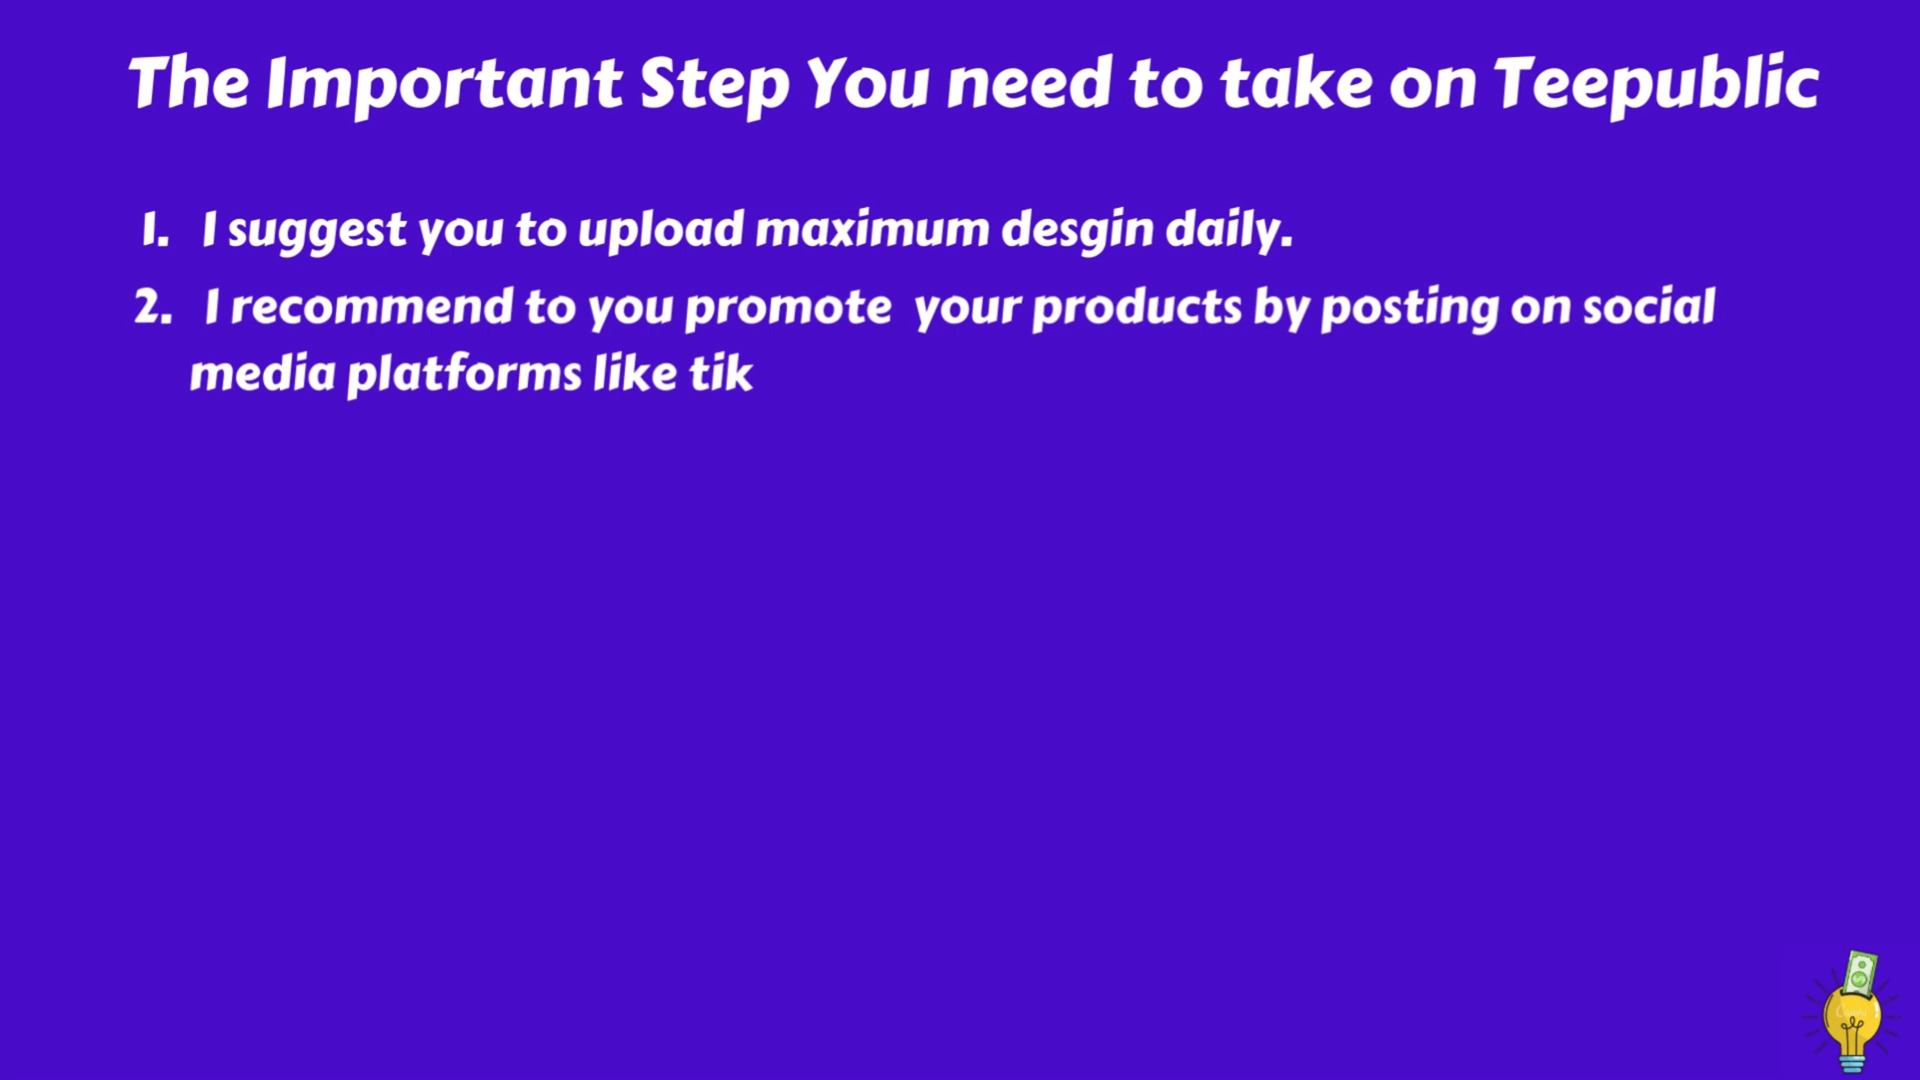 The Important Step You need to take on Teepublic
1. I suggest you to upload maximum desgin daily.
2. I recommend to you promote your products by posting on social
media platforms like tik